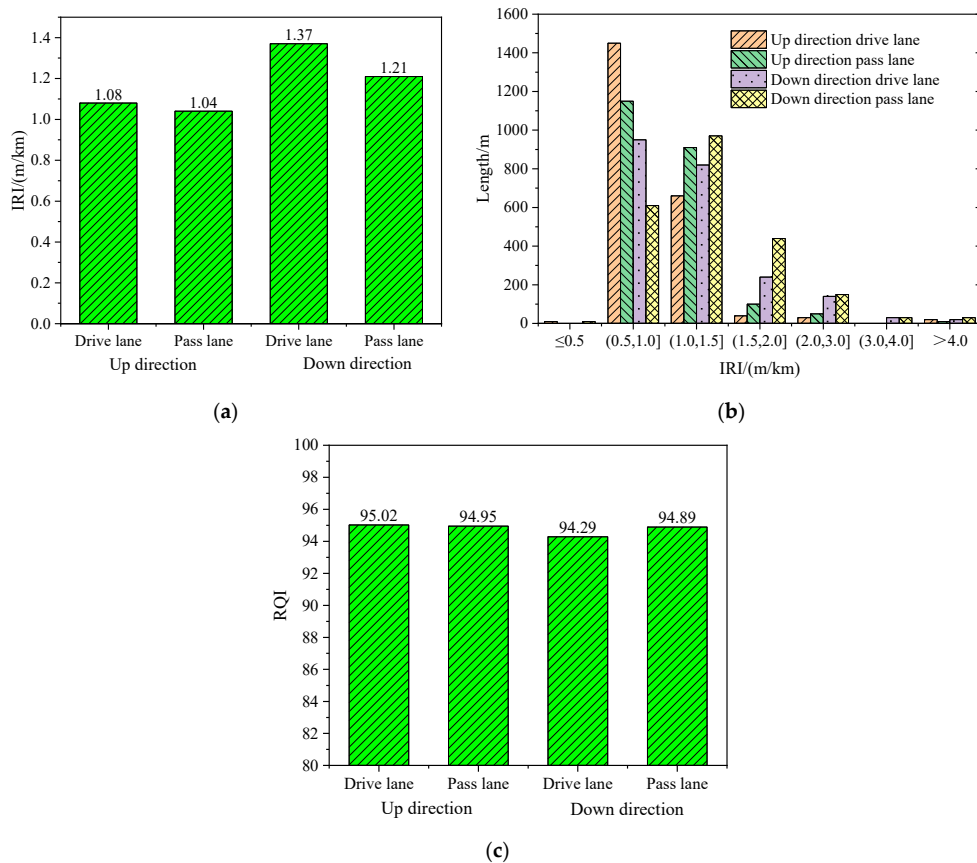 1.4
1.2
1.0
0.8
0.6
0.4
0.2
0.0
IRI/(m/km)
1.08
1.04
1.37
1.21
Drive lane Pass lane Drive lane Pass lane
Up direction Down direction
(a)
1600
1400
1200
1000
800
600
400
200
0
Length/m
Up direction drive lane
Up direction pass lane
Down direction drive lane
Down direction pass lane
≤0.5 (0.5,1.0] (1.0,1.5] (1.5,2.0] (2.0,3.0] (3.0,4.0] >4.0
IRI/(m/km)
(b)
100
98
96
94
92
90
88
86
84
82
80
RQI
95.02
94.95
94.29
94.89
Drive lane Pass lane Drive lane Pass lane
Up direction Down direction
(c)